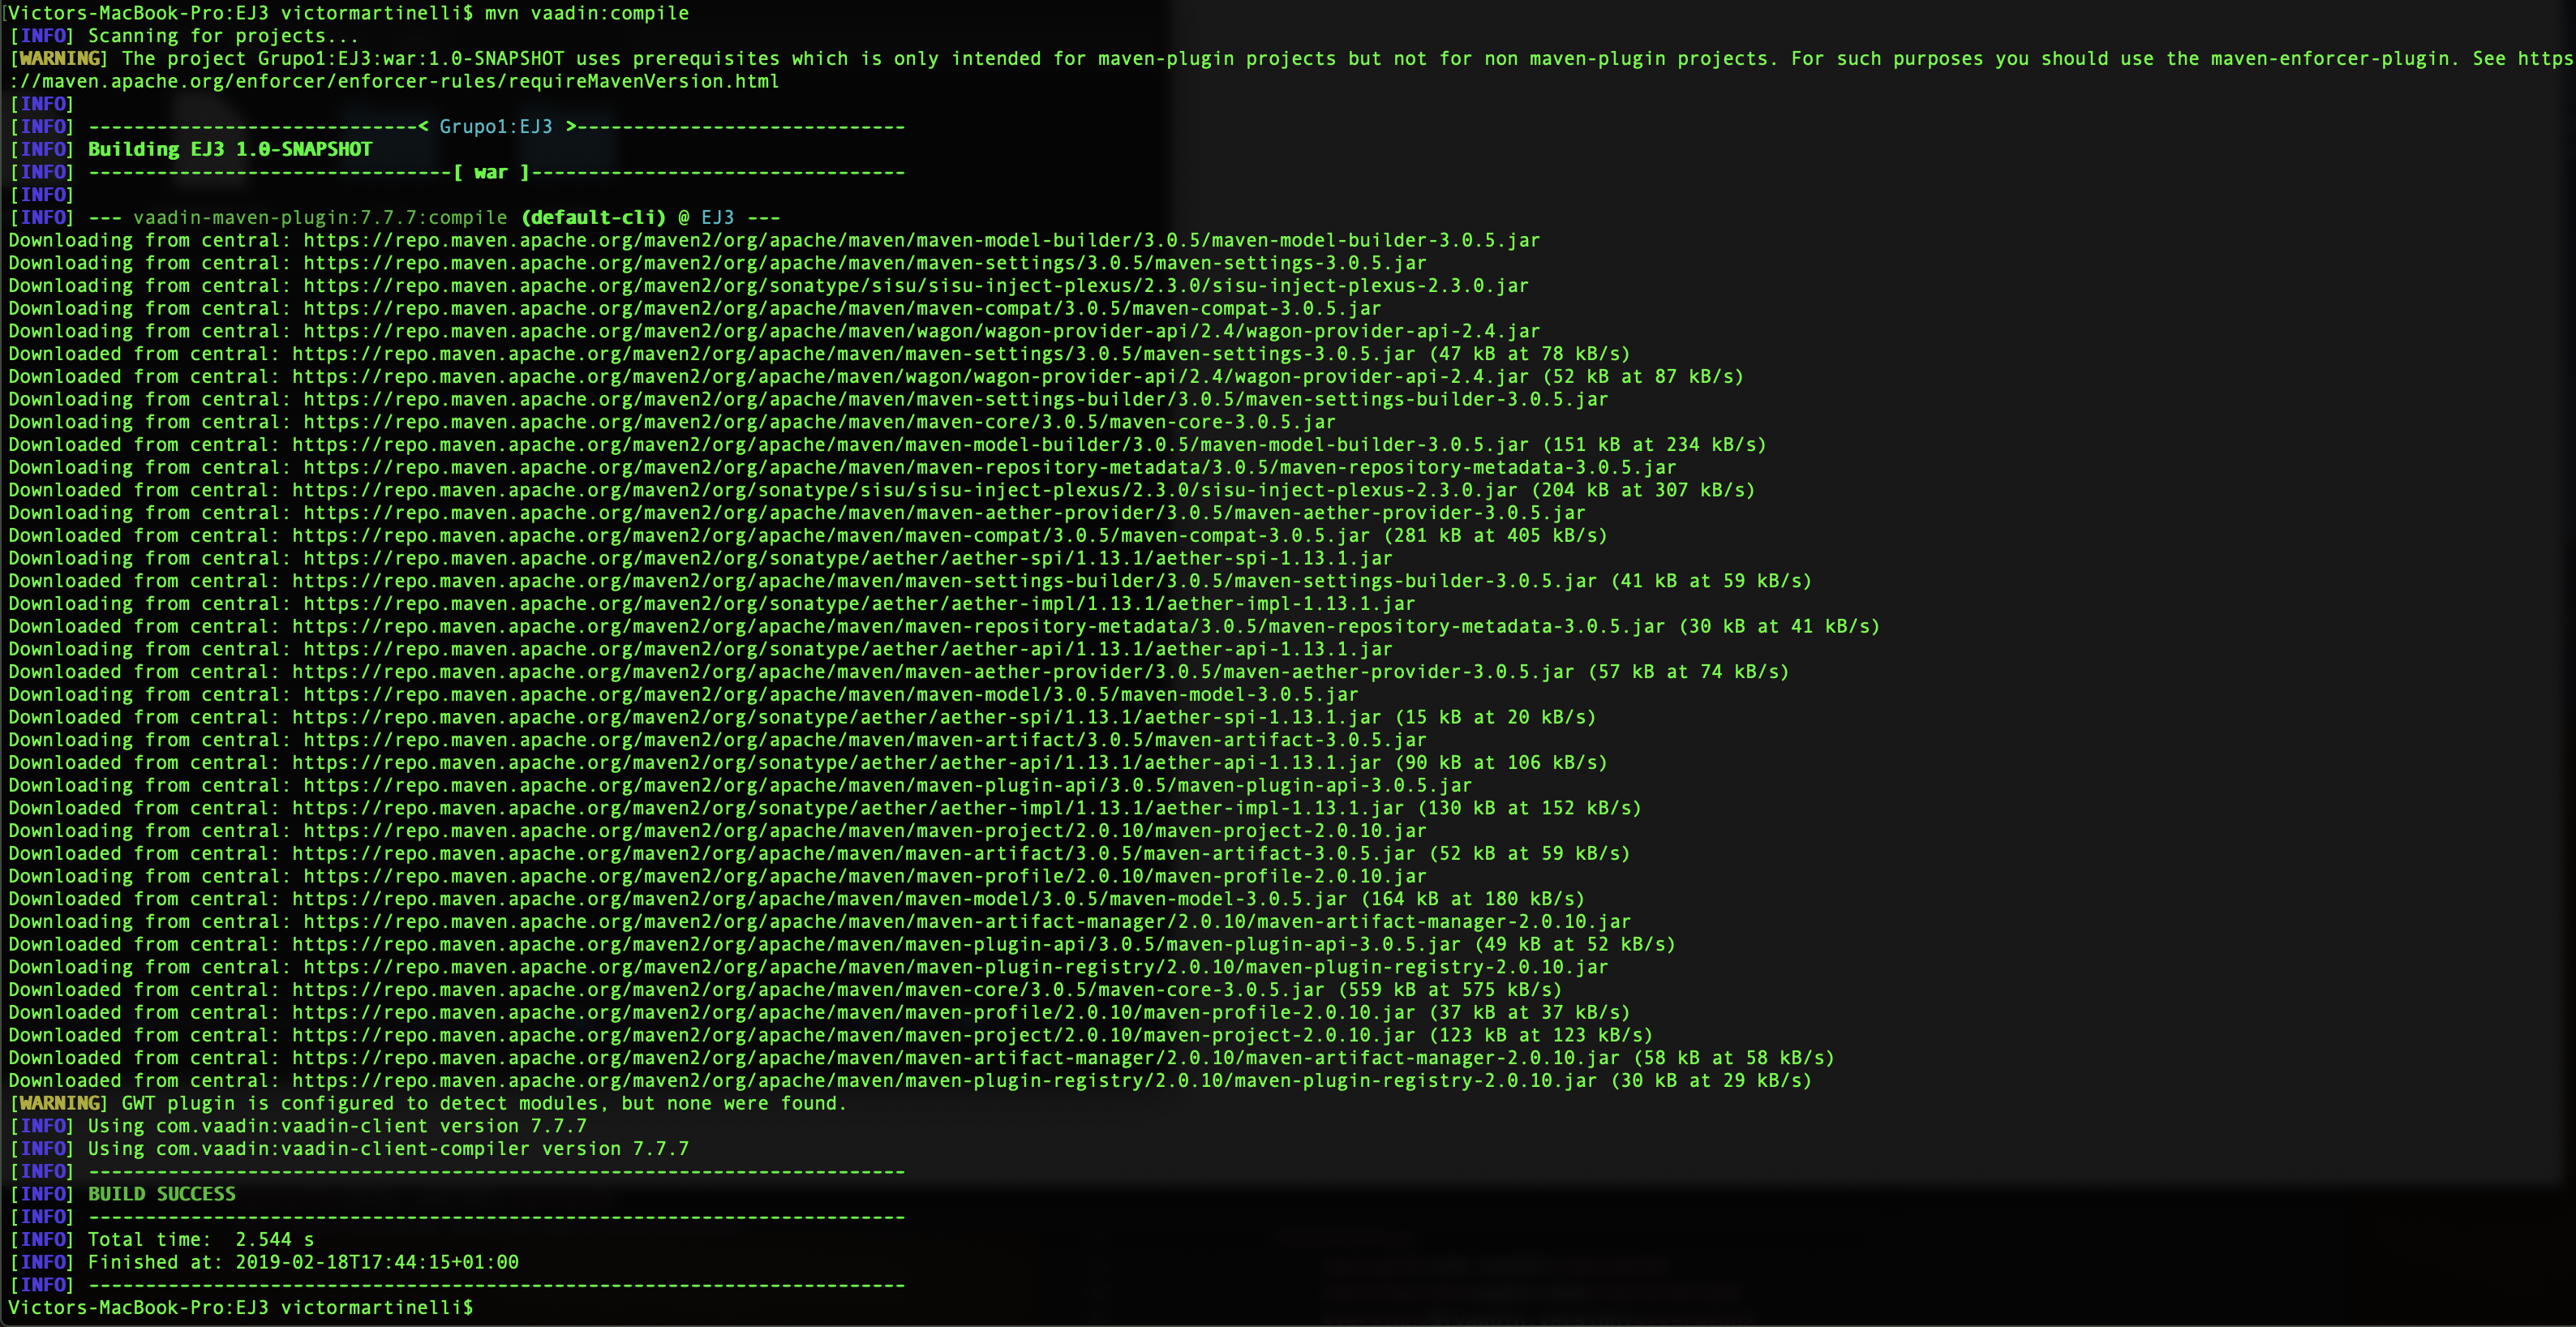 Victors-MacBook-Pro:EJ3 victormartinelli$ mvn vaadin:compile
[INFO] Scanning for projects...
[WARNING] The project Grupo1:EJ3:war:1.0-SNAPSHOT uses prerequisites which is only intended for maven-plugin projects but not for non maven-plugin projects. For such purposes you should use the maven-enforcer-plugin. See https
://maven.apache.org/enforcer/enforcer-rules/requireMavenVersion.html
[INFO]
[INFO] -----------------------------< Grupo1:EJ3 >-----------------------------
[INFO] Building EJ3 1.0-SNAPSHOT
[INFO] --------------------------------[ war ]---------------------------------
[INFO]
[INFO] --- vaadin-maven-plugin:7.7.7:compile (default-cli) @ EJ3 ---
Downloading from central: https://repo.maven.apache.org/maven2/org/apache/maven/maven-model-builder/3.0.5/maven-model-builder-3.0.5.jar
Downloading from central: https://repo.maven.apache.org/maven2/org/apache/maven/maven-settings/3.0.5/maven-settings-3.0.5.jar
Downloading from central: https://repo.maven.apache.org/maven2/org/sonatype/sisu/sisu-inject-plexus/2.3.0/sisu-inject-plexus-2.3.0.jar
Downloading from central: https://repo.maven.apache.org/maven2/org/apache/maven/maven-compat/3.0.5/maven-compat-3.0.5.jar
Downloading from central: https://repo.maven.apache.org/maven2/org/apache/maven/wagon/wagon-provider-api/2.4/wagon-provider-api-2.4.jar
Downloaded from central: https://repo.maven.apache.org/maven2/org/apache/maven/maven-settings/3.0.5/maven-settings-3.0.5.jar (47 kB at 78 kB/s)
Downloaded from central: https://repo.maven.apache.org/maven2/org/apache/maven/wagon/wagon-provider-api/2.4/wagon-provider-api-2.4.jar (52 kB at 87 kB/s)
Downloading from central: https://repo.maven.apache.org/maven2/org/apache/maven/maven-settings-builder/3.0.5/maven-settings-builder-3.0.5.jar
Downloading from central: https://repo.maven.apache.org/maven2/org/apache/maven/maven-core/3.0.5/maven-core-3.0.5.jar
Downloaded from central: https://repo.maven.apache.org/maven2/org/apache/maven/maven-model-builder/3.0.5/maven-model-builder-3.0.5.jar (151 kB at 234 kB/s)
Downloading from central: https://repo.maven.apache.org/maven2/org/apache/maven/maven-repository-metadata/3.0.5/maven-repository-metadata-3.0.5.jar
Downloaded from central: https://repo.maven.apache.org/maven2/org/sonatype/sisu/sisu-inject-plexus/2.3.0/sisu-inject-plexus-2.3.0.jar (204 kB at 307 kB/s)
Downloading from central: https://repo.maven.apache.org/maven2/org/apache/maven/maven-aether-provider/3.0.5/maven-aether-provider-3.0.5.jar
Downloaded from central: https://repo.maven.apache.org/maven2/org/apache/maven/maven-compat/3.0.5/maven-compat-3.0.5.jar (281 kB at 405 kB/s)
Downloading from central: https://repo.maven.apache.org/maven2/org/sonatype/aether/aether-spi/1.13.1/aether-spi-1.13.1.jar
Downloaded from central: https://repo.maven.apache.org/maven2/org/apache/maven/maven-settings-builder/3.0.5/maven-settings-builder-3.0.5.jar (41 kB at 59 kB/s)
Downloading from central: https://repo.maven.apache.org/maven2/org/sonatype/aether/aether-impl/1.13.1/aether-impl-1.13.1.jar
Downloaded from central: https://repo.maven.apache.org/maven2/org/apache/maven/maven-repository-metadata/3.0.5/maven-repository-metadata-3.0.5.jar (30 kB at 41 kB/s)
Downloading from central: https://repo.maven.apache.org/maven2/org/sonatype/aether/aether-api/1.13.1/aether-api-1.13.1.jar
Downloaded from central: https://repo.maven.apache.org/maven2/org/apache/maven/maven-aether-provider/3.0.5/maven-aether-provider-3.0.5.jar (57 kB at 74 kB/s)
Downloading from central: https://repo.maven.apache.org/maven2/org/apache/maven/maven-model/3.0.5/maven-model-3.0.5.jar
Downloaded from central: https://repo.maven.apache.org/maven2/org/sonatype/aether/aether-spi/1.13.1/aether-spi-1.13.1.jar (15 kB at 20 kB/s)
Downloading from central: https://repo.maven.apache.org/maven2/org/apache/maven/maven-artifact/3.0.5/maven-artifact-3.0.5.jar
Downloaded from central: https://repo.maven.apache.org/maven2/org/sonatype/aether/aether-api/1.13.1/aether-api-1.13.1.jar (90 kB at 106 kB/s)
Downloading from central: https://repo.maven.apache.org/maven2/org/apache/maven/maven-plugin-api/3.0.5/maven-plugin-api-3.0.5.jar
Downloaded from central: https://repo.maven.apache.org/maven2/org/sonatype/aether/aether-impl/1.13.1/aether-impl-1.13.1.jar (130 kB at 152 kB/s)
Downloading from central: https://repo.maven.apache.org/maven2/org/apache/maven/maven-project/2.0.10/maven-project-2.0.10.jar
Downloaded from central: https://repo.maven.apache.org/maven2/org/apache/maven/maven-artifact/3.0.5/maven-artifact-3.0.5.jar (52 kB at 59 kB/s)
Downloading from central: https://repo.maven.apache.org/maven2/org/apache/maven/maven-profile/2.0.10/maven-profile-2.0.10.jar
Downloaded from central: https://repo.maven.apache.org/maven2/org/apache/maven/maven-model/3.0.5/maven-model-3.0.5.jar (164 kB at 180 kB/s)
Downloading from central: https://repo.maven.apache.org/maven2/org/apache/maven/maven-artifact-manager/2.0.10/maven-artifact-manager-2.0.10.jar
Downloaded from central: https://repo.maven.apache.org/maven2/org/apache/maven/maven-plugin-api/3.0.5/maven-plugin-api-3.0.5.jar (49 kB at 52 kB/s)
Downloading from central: https://repo.maven.apache.org/maven2/org/apache/maven/maven-plugin-registry/2.0.10/maven-plugin-registry-2.0.10.jar
Downloaded from central: https://repo.maven.apache.org/maven2/org/apache/maven/maven-core/3.0.5/maven-core-3.0.5.jar (559 kB at 575 kB/s)
Downloaded from central: https://repo.maven.apache.org/maven2/org/apache/maven/maven-profile/2.0.10/maven-profile-2.0.10.jar (37 kB at 37 kB/s)
Downloaded from central: https://repo.maven.apache.org/maven2/org/apache/maven/maven-project/2.0.10/maven-project-2.0.10.jar (123 kB at 123 kB/s)
Downloaded from central: https://repo.maven.apache.org/maven2/org/apache/maven/maven-artifact-manager/2.0.10/maven-artifact-manager-2.0.10.jar (58 kB at 58 kB/s)
Downloaded from central: https://repo.maven.apache.org/maven2/org/apache/maven/maven-plugin-registry/2.0.10/maven-plugin-registry-2.0.10.jar (30 kB at 29 kB/s)
[WARNING] GWT plugin is configured to detect modules, but none were found.
[INFO] Using com.vaadin:vaadin-client version 7.7.7
[INFO] Using com.vaadin:vaadin-client-compiler version 7.7.7
[INFO] ------------------------------------------------------------------------
[INFO] BUILD SUCCESS
[INFO] ------------------------------------------------------------------------
[INFO] Total time:  2.544 s
[INFO] Finished at: 2019-02-18T17:44:15+01:00
[INFO] ------------------------------------------------------------------------
Victors-MacBook-Pro:EJ3 victormartinelli$